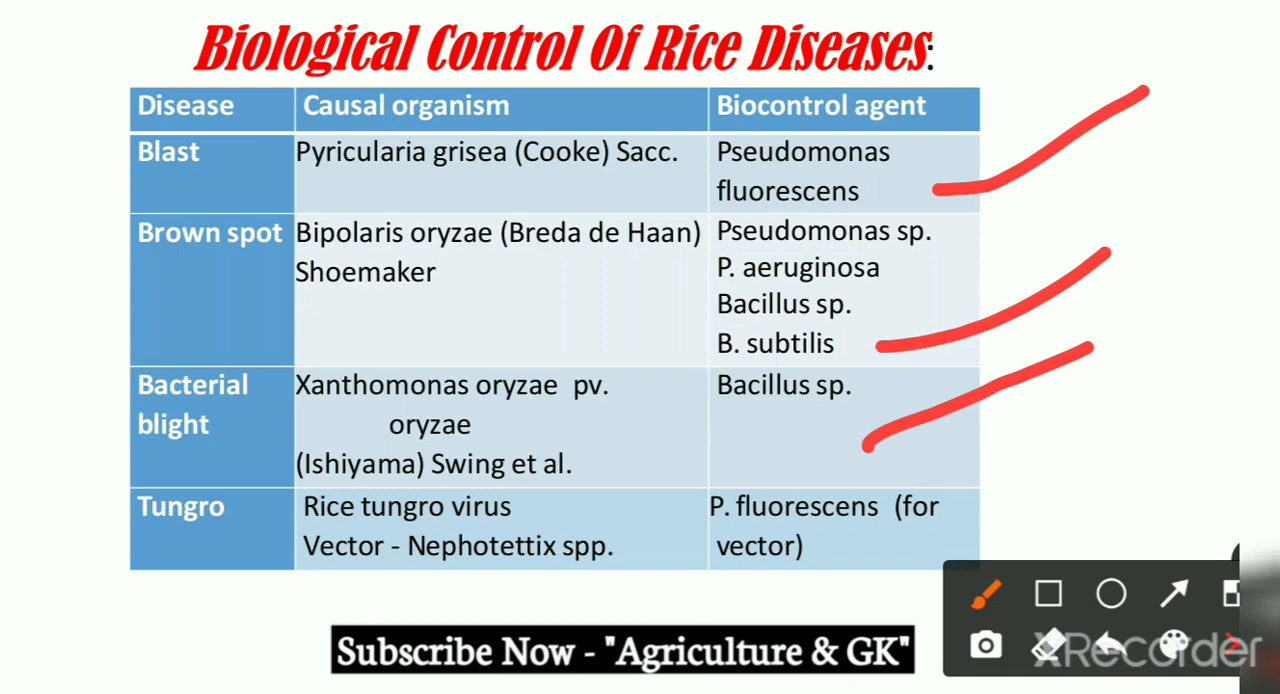 Biological Control Of Rice Diseases:
Disease
Causal organism
Biocontrol agent
Blast
Pyricularia grisea (Cooke) Sacc.
Pseudomonas
fluorescens
Brown spot
Bipolaris oryzae (Breda de Haan)
Shoemaker
Pseudomonas sp.
P. aeruginosa
Bacillus sp.
B. subtilis
Bacterial
blight
Xanthomonas oryzae pv.
oryzae
(Ishiyama) Swing et al.
Bacillus sp.
Tungro
Rice tungro virus
Vector - Nephotettix spp.
P. fluorescens (for
vector)
Subscribe Now - "Agriculture & GK"
XRecorder